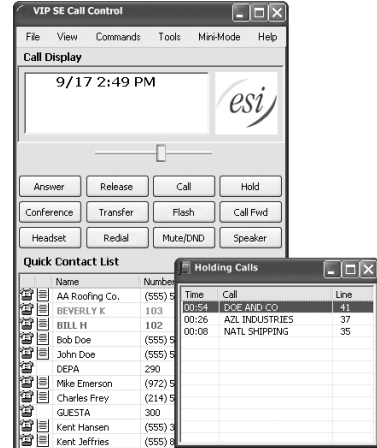 VIP SE Call Control
File View Commands Tools Mini-Mode Help
Call Display
9/17 2:49 PM
esi
Answer Release Call Hold
Conference Transfer Flash Call Fwd
Headset Redial Mute/DND Speaker
Quick Contact List
Name Number
AA Roofing Co. (555) 5
BEVERLY K 103
BILL H 102
Bob Doe (555) 5
John Doe (555) 5
DEPA 290
Mike Emerson (972) 5
Charles Frey (214) 5
GUESTA 300
Kent Hansen (555) 3
Kent Jeffries (555) 8
Holding Calls
Time Call Line
00:54 DOE AND CO 41
00:26 AZL INDUSTRIES 37
00:08 NATL SHIPPING 35